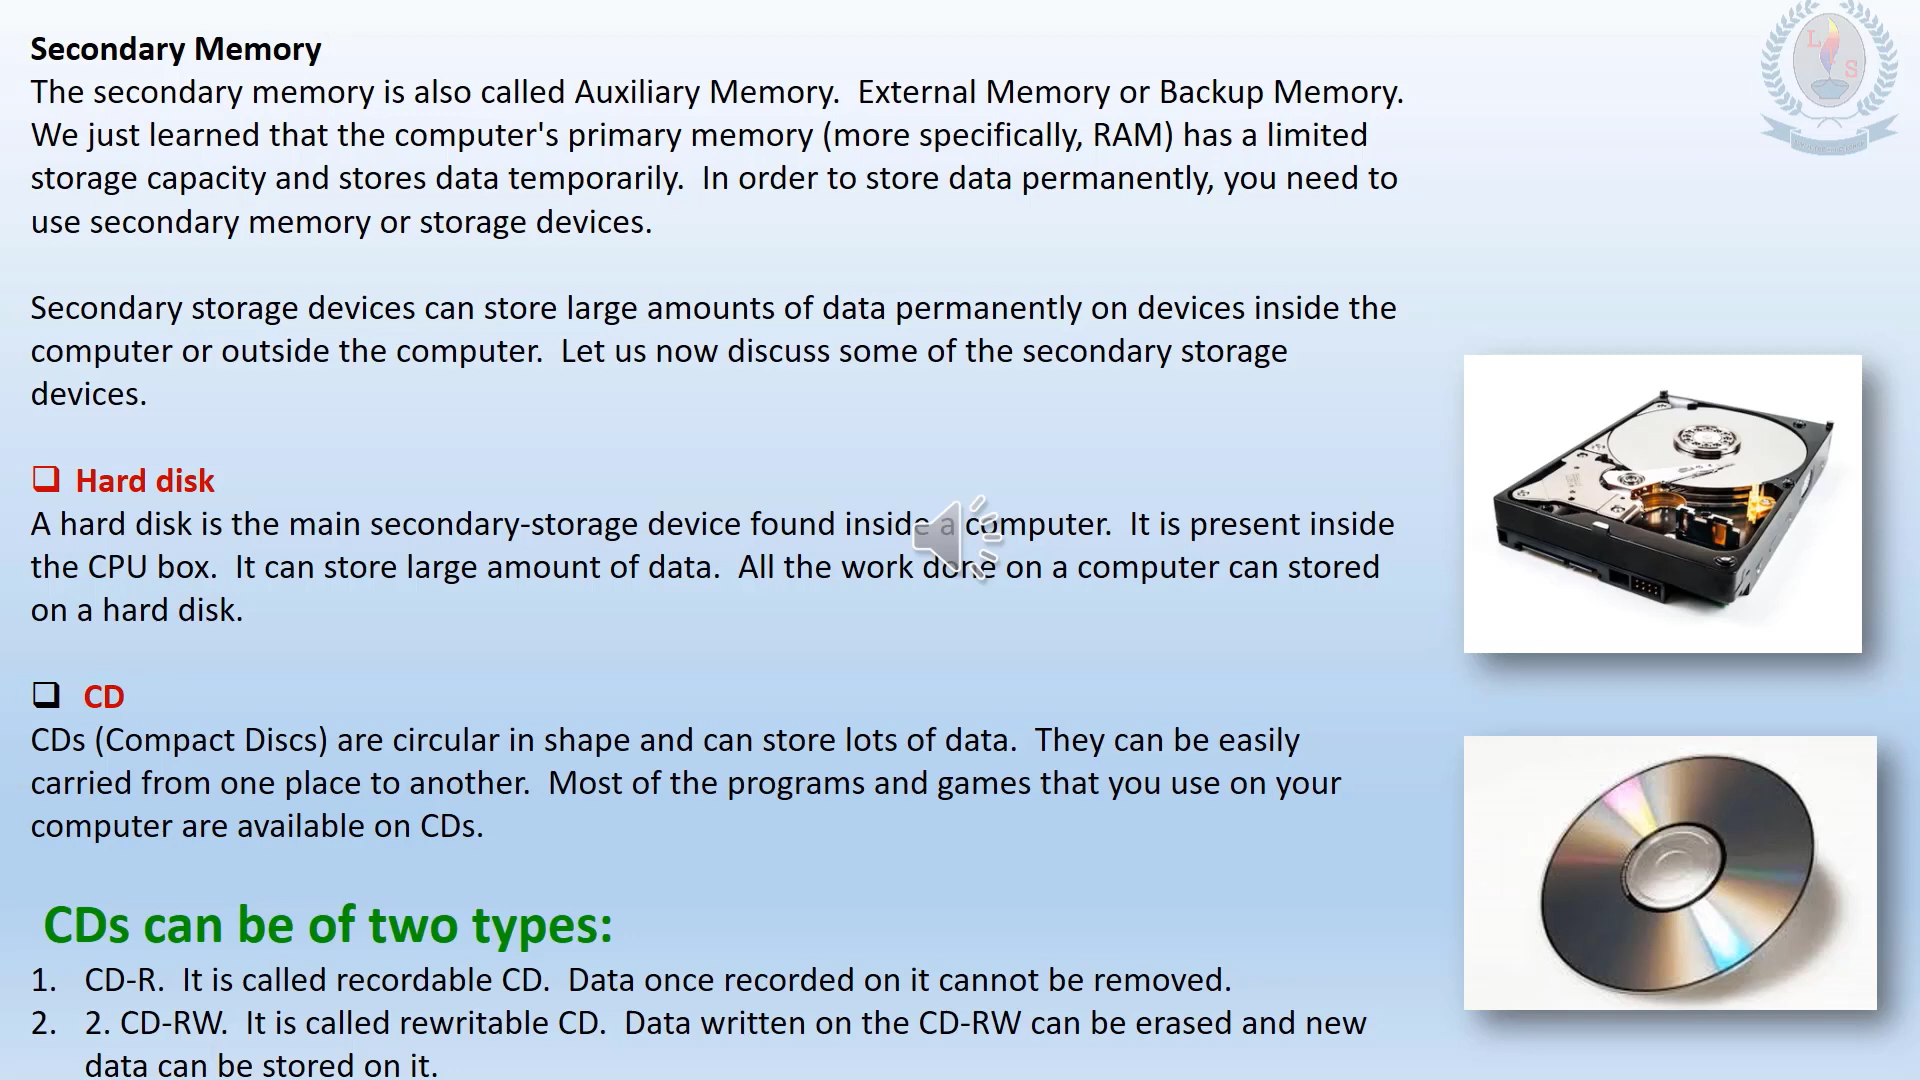 Secondary Memory
The secondary memory is also called Auxiliary Memory.  External Memory or Backup Memory.
We just learned that the computer's primary memory (more specifically, RAM) has a limited
storage capacity and stores data temporarily.  In order to store data permanently, you need to
use secondary memory or storage devices.
Secondary storage devices can store large amounts of data permanently on devices inside the
computer or outside the computer.  Let us now discuss some of the secondary storage
devices.
❑ Hard disk
A hard disk is the main secondary-storage device found inside a computer.  It is present inside
the CPU box.  It can store large amount of data.  All the work done on a computer can stored
on a hard disk.
❑ CD
CDs (Compact Discs) are circular in shape and can store lots of data.  They can be easily
carried from one place to another.  Most of the programs and games that you use on your
computer are available on CDs.
CDs can be of two types:
1. CD-R.  It is called recordable CD.  Data once recorded on it cannot be removed.
2. 2. CD-RW.  It is called rewritable CD.  Data written on the CD-RW can be erased and new
data can be stored on it.
L S